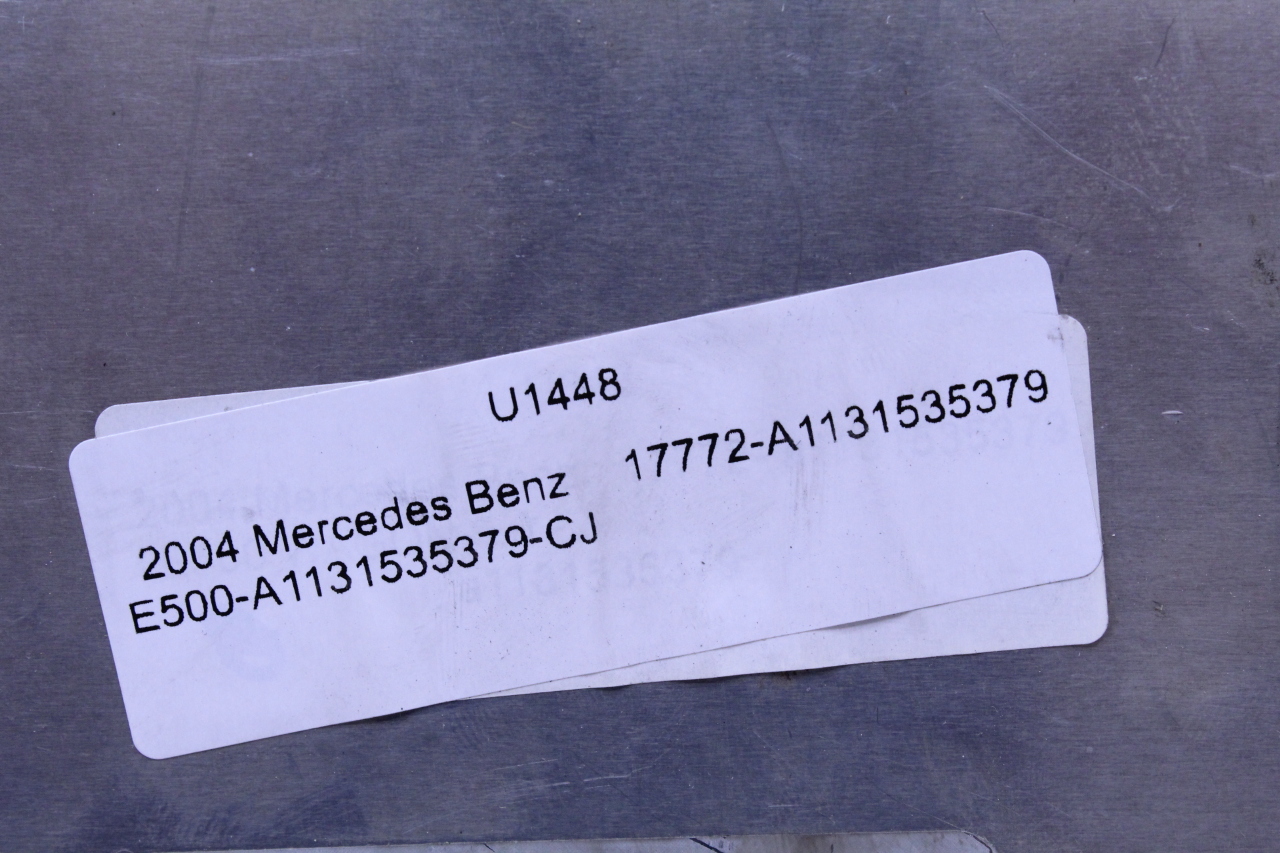 U1448
17772-A1131535379
2004 Mercedes Benz
E500-A1131535379-CJ